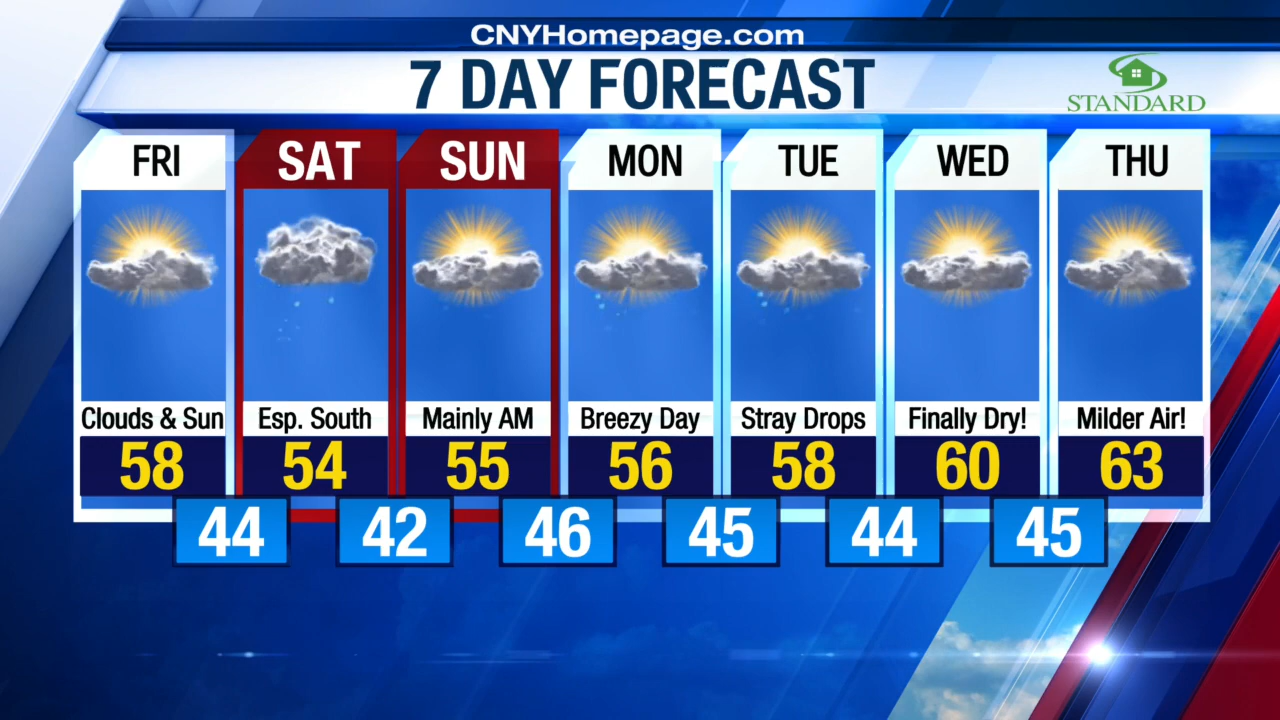 CNYHomepage.com
7 DAY FORECAST
STANDARD
FRI SAT SUN MON TUE WED THU
Clouds & Sun Esp. South Mainly AM Breezy Day Stray Drops Finally Dry! Milder Air!
58 54 55 56 58 60 63
44 42 46 45 44 45